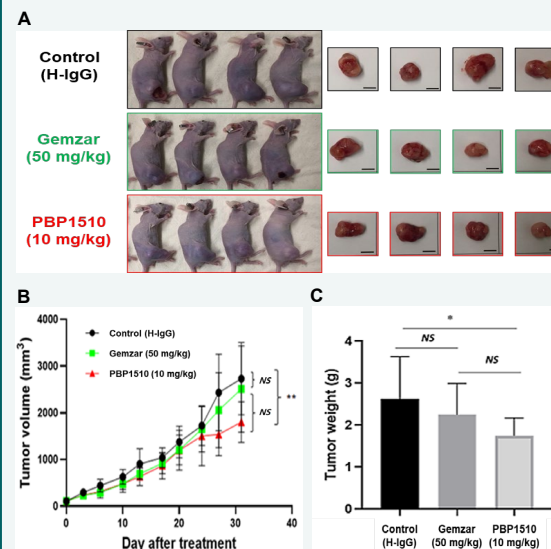 A
Control
(H-IgG)
Gemzar
(50 mg/kg)
PBP1510
(10 mg/kg)
B
Tumor volume (mm³)
4000
3000
2000
1000
0
Control (H-IgG)
Gemzar (50 mg/kg)
PBP1510 (10 mg/kg)
NS
NS
**
0
10
20
30
40
Day after treatment
C
Tumor weight (g)
4
3
2
1
0
*
NS
NS
Control
(H-IgG)
Gemzar
(50 mg/kg)
PBP1510
(10 mg/kg)